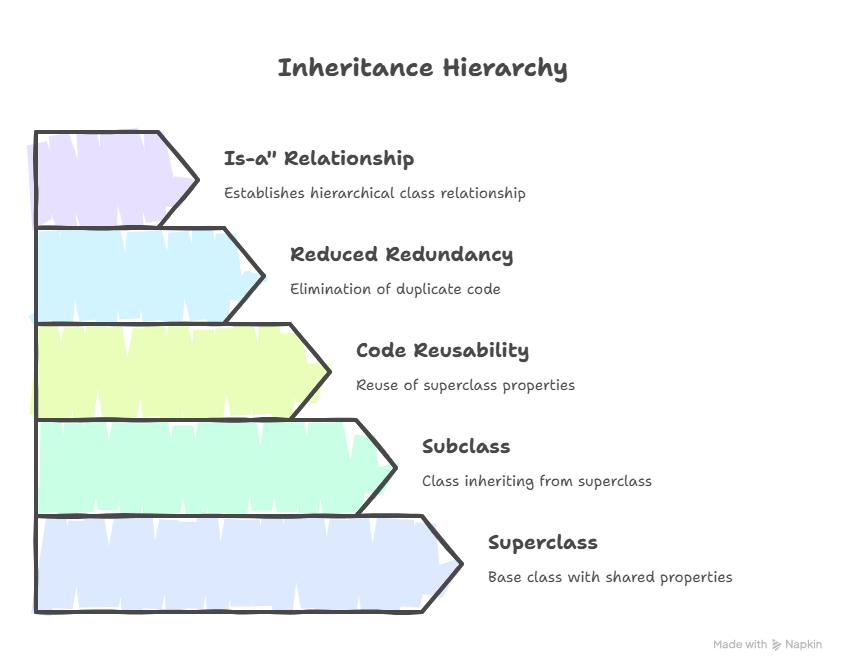 Inheritance Hierarchy
Is-a" Relationship
Establishes hierarchical class relationship
Reduced Redundancy
Elimination of duplicate code
Code Reusability
Reuse of superclass properties
Subclass
Class inheriting from superclass
Superclass
Base class with shared properties
Made with Napkin